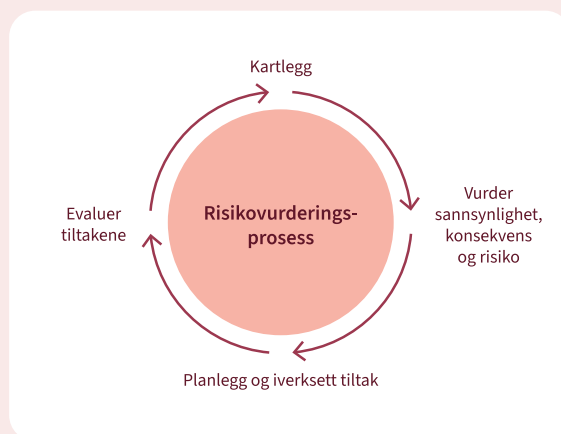 Kartlegg
Vurder
sannsynlighet,
konsekvens
og risiko
Risikovurderings-
prosess
Evaluer
tiltakene
Planlegg og iverksett tiltak